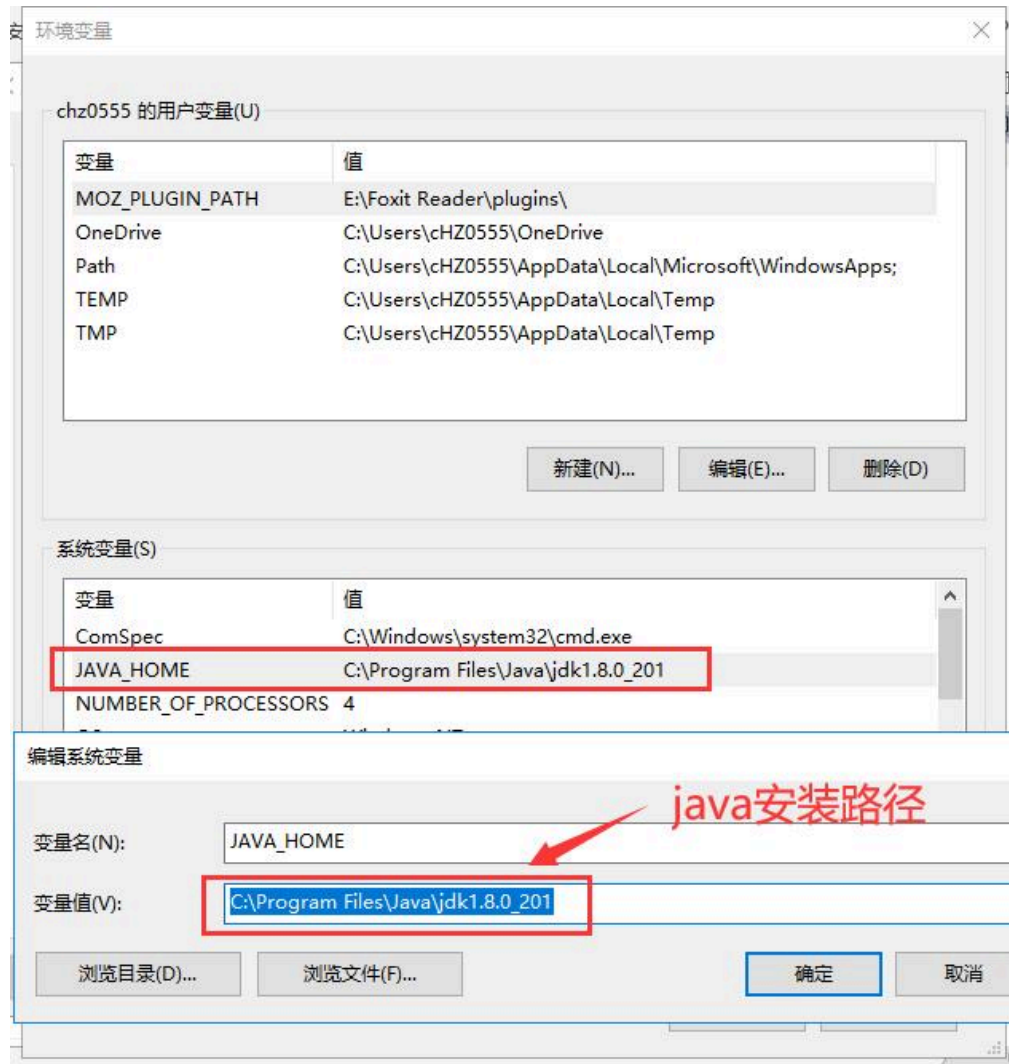 环境变量
chz0555 的用户变量(U)
变量 值
MOZ_PLUGIN_PATH E:\Foxit Reader\plugins\
OneDrive C:\Users\cHZ0555\OneDrive
Path C:\Users\cHZ0555\AppData\Local\Microsoft\WindowsApps;
TEMP C:\Users\cHZ0555\AppData\Local\Temp
TMP C:\Users\cHZ0555\AppData\Local\Temp
新建(N)... 编辑(E)... 删除(D)
系统变量(S)
变量 值
ComSpec C:\Windows\system32\cmd.exe
JAVA_HOME C:\Program Files\Java\jdk1.8.0_201
NUMBER_OF_PROCESSORS 4
编辑系统变量
java安装路径
变量名(N): JAVA_HOME
变量值(V): C:\Program Files\Java\jdk1.8.0_201
浏览目录(D)... 浏览文件(F)... 确定 取消